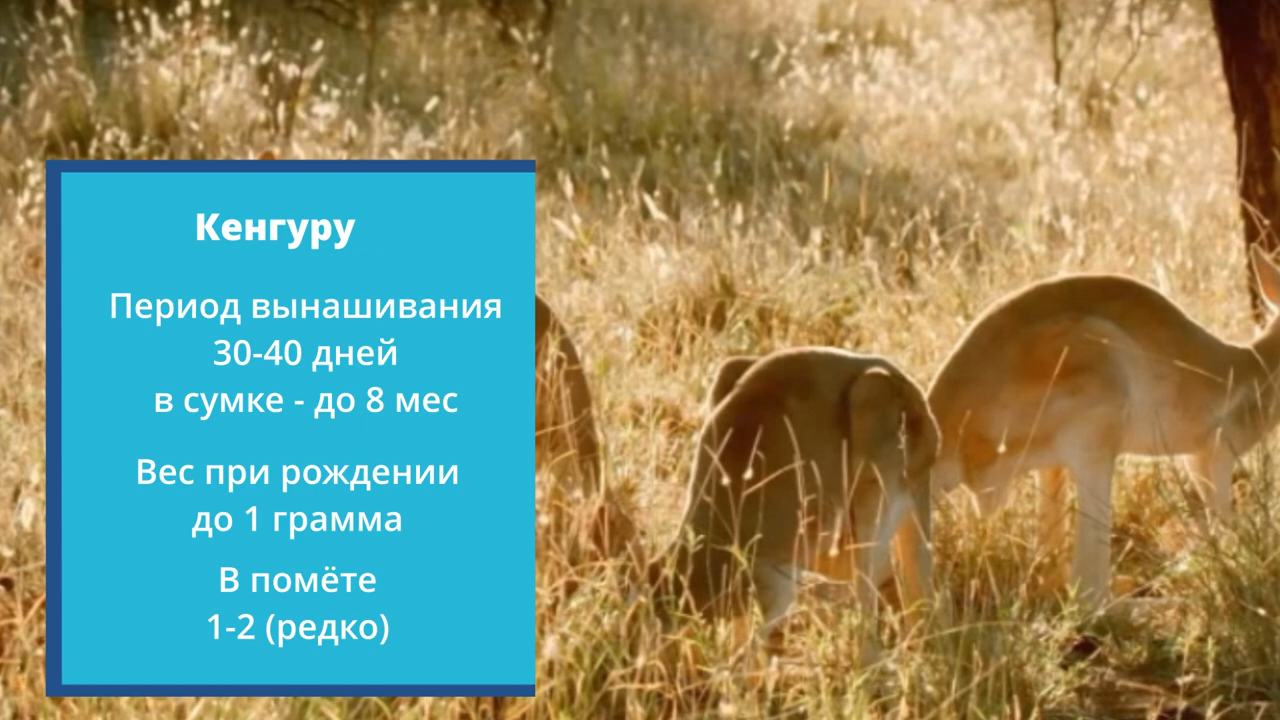 Кенгуру
Период вынашивания
30-40 дней
в сумке - до 8 мес
Вес при рождении
до 1 грамма
В помёте
1-2 (редко)